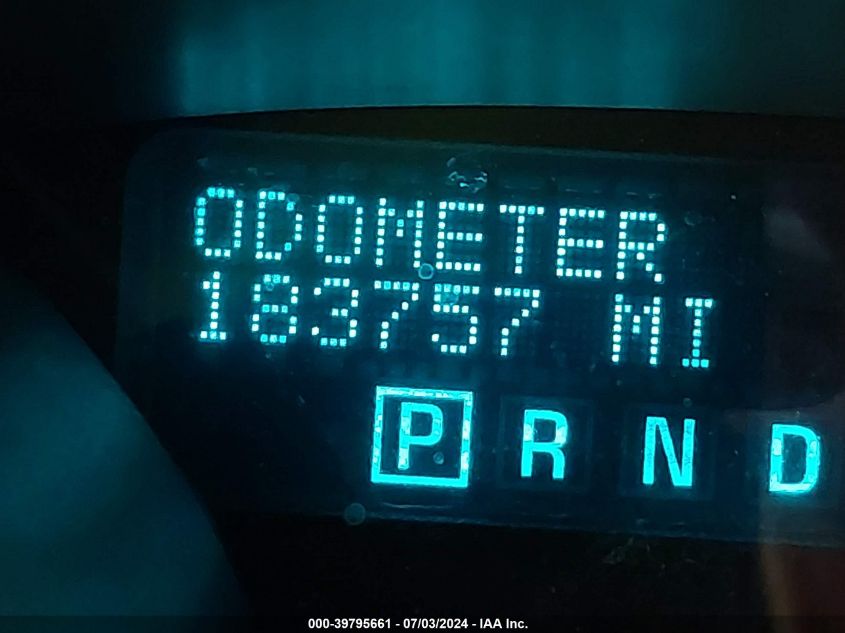 ODOMETER
183757 MI
P R N D
000-39795661 - 07/03/2024 - IAA Inc.